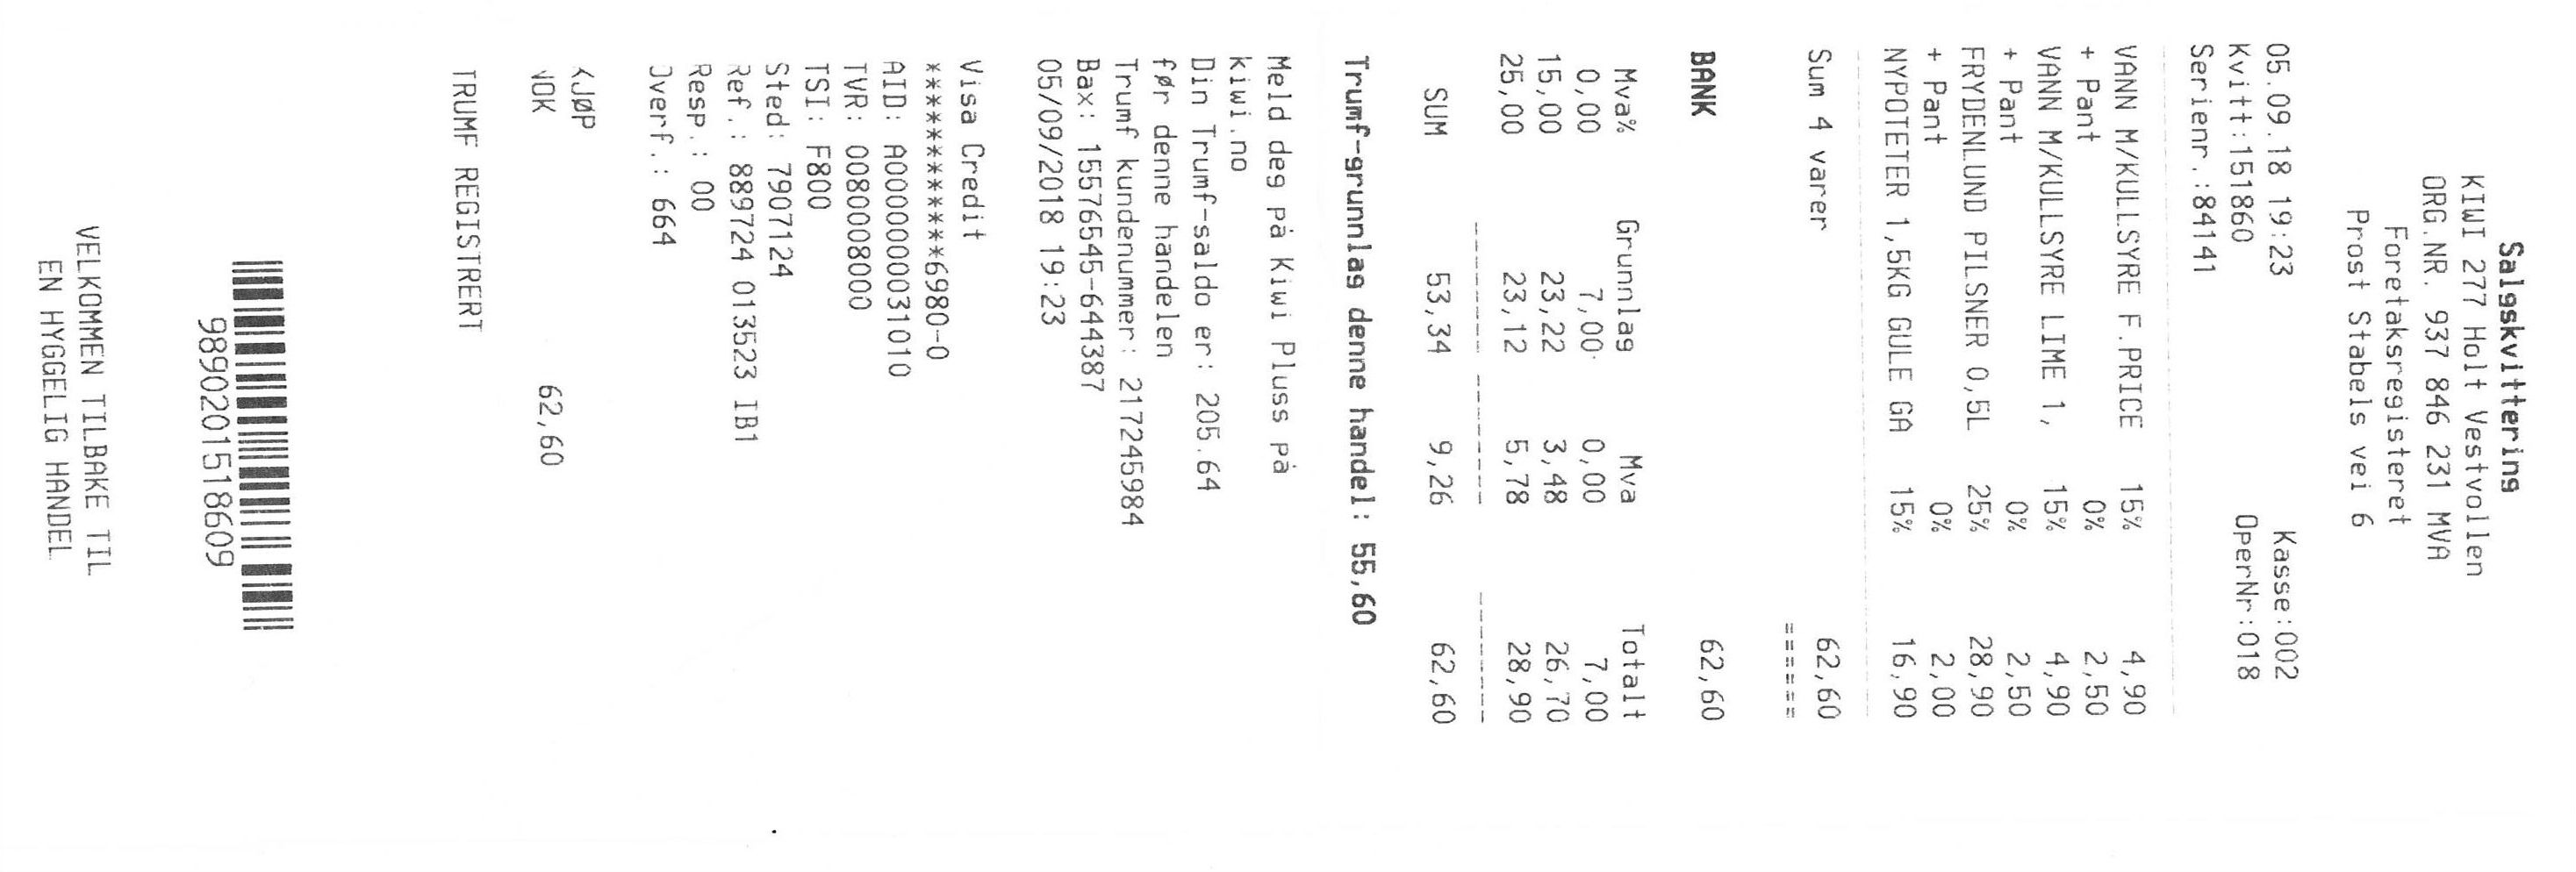 Salgskvittering
KIWI 277 Holt Vestvollen
ORG.NR. 937 846 231 MVA
Foretaksregisteret
Prost Stabels vei 6
05.09.18 19:23 Kasse:002
Kvitt:151860 OperNr:018
Serienr.:84141
VANN M/KULLSYRE F.PRICE 15% 4,90
+ Pant 0% 2,50
VANN M/KULLSYRE LIME 1, 15% 4,90
+ Pant 0% 2,50
FRYDENLUND PILSNER 0,5L 25% 28,90
+ Pant 0% 2,00
NYPOTETER 1,5KG GULE GA 15% 16,90
Sum 4 varer 62,60
======
BANK 62,60
Mva% Grunnlag Mva Totalt
0,00 7,00 0,00 7,00
15,00 23,22 3,48 26,70
25,00 23,12 5,78 28,90
SUM 53,34 9,26 62,60
Trumf-grunnlag denne handel: 55,60
Meld deg på Kiwi Pluss på
kiwi.no
Din Trumf-saldo er: 205.64
før denne handelen
Trumf kundenummer: 217245984
Bax: 15576545-644387
05/09/2018 19:23
Visa Credit
************6980-0
AID: A0000000031010
TVR: 0080008000
TSI: F800
Sted: 7907124
Ref.: 889724 013523 IB1
Resp.: 00
Overf.: 664
KJØP
NOK 62,60
TRUMF REGISTRERT
9890201518609
VELKOMMEN TILBAKE TIL
EN HYGGELIG HANDEL